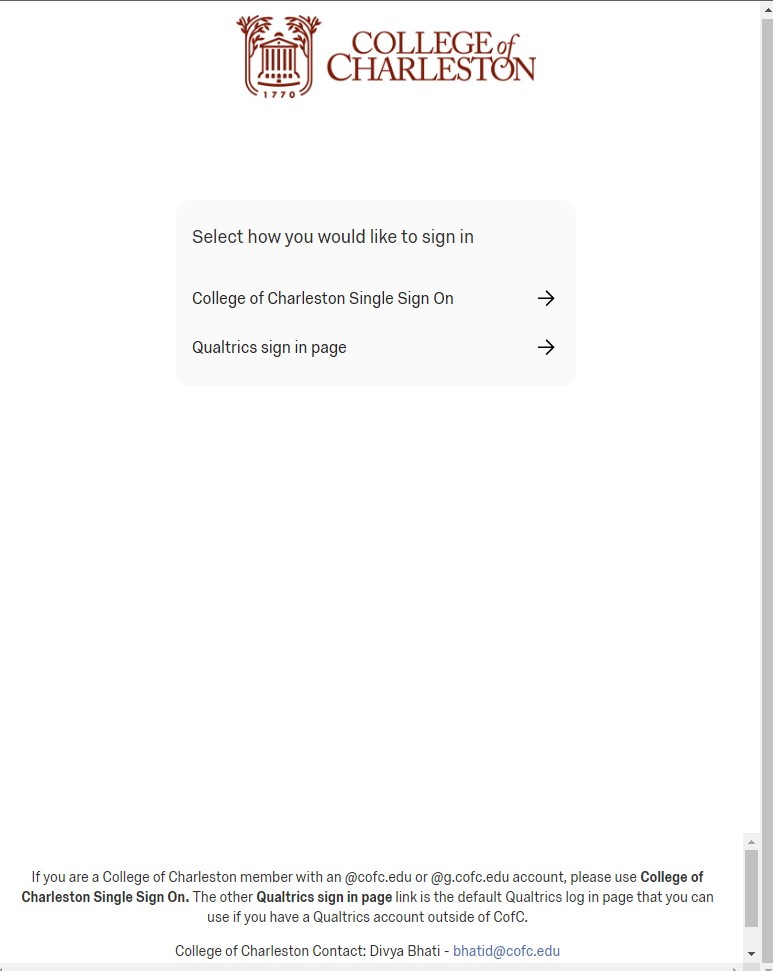 COLLEGE of
CHARLESTON
1770
Select how you would like to sign in
College of Charleston Single Sign On
Qualtrics sign in page
If you are a College of Charleston member with an @cofc.edu or @g.cofc.edu account, please use College of
Charleston Single Sign On. The other Qualtrics sign in page link is the default Qualtrics log in page that you can
use if you have a Qualtrics account outside of CofC.
College of Charleston Contact: Divya Bhati - bhatid@cofc.edu